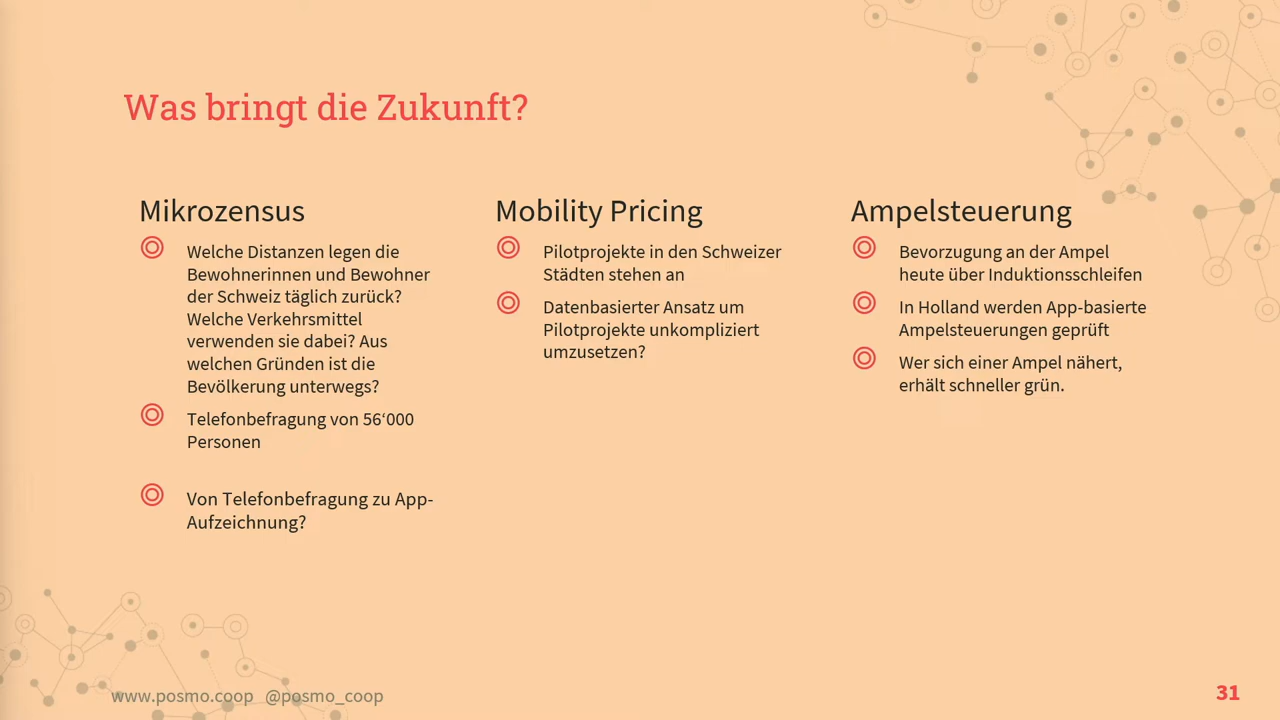 Was bringt die Zukunft?
Mikrozensus
Welche Distanzen legen die
Bewohnerinnen und Bewohner
der Schweiz täglich zurück?
Welche Verkehrsmittel
verwenden sie dabei? Aus
welchen Gründen ist die
Bevölkerung unterwegs?
Telefonbefragung von 56‘000
Personen
Von Telefonbefragung zu App-
Aufzeichnung?
Mobility Pricing
Pilotprojekte in den Schweizer
Städten stehen an
Datenbasierter Ansatz um
Pilotprojekte unkompliziert
umzusetzen?
Ampelsteuerung
Bevorzugung an der Ampel
heute über Induktionsschleifen
In Holland werden App-basierte
Ampelsteuerungen geprüft
Wer sich einer Ampel nähert,
erhält schneller grün.
www.posmo.coop @posmo_coop
31